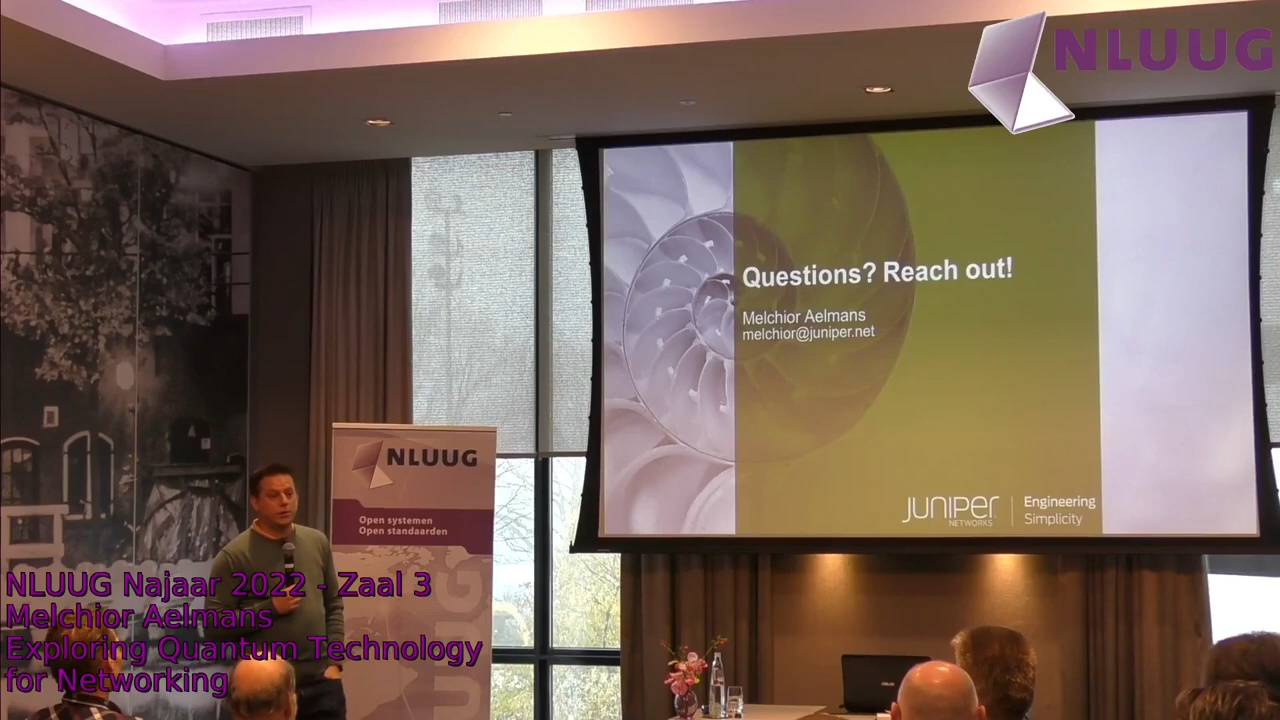 NLUUG
Questions? Reach out!
Melchior Aelmans
melchior@juniper.net
JUNIPEr
NETWORKS
Engineering
Simplicity
NLUUG
Open systemen
Open standaarden
NLUUG Najaar 2022 - Zaal 3
Melchior Aelmans
Exploring Quantum Technology
for Networking